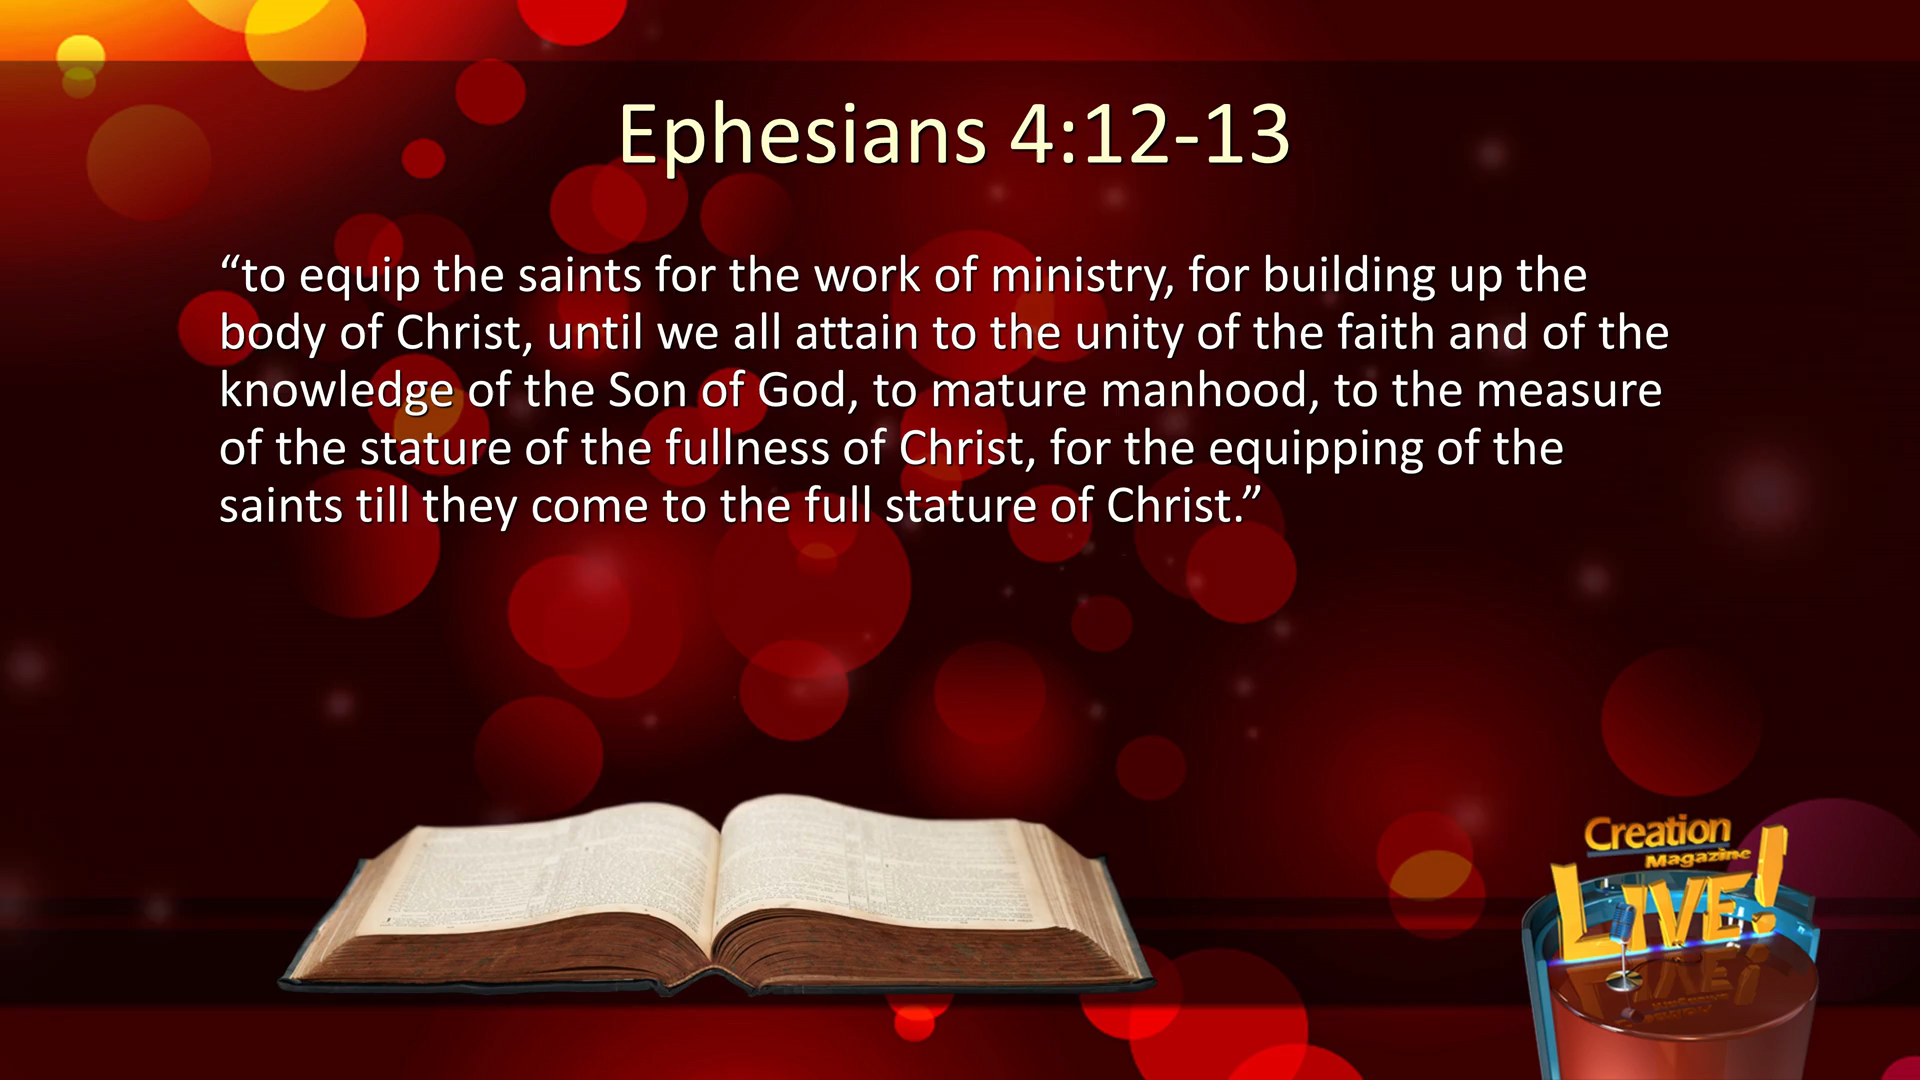 Ephesians 4:12-13
“to equip the saints for the work of ministry, for building up the
body of Christ, until we all attain to the unity of the faith and of the
knowledge of the Son of God, to mature manhood, to the measure
of the stature of the fullness of Christ, for the equipping of the
saints till they come to the full stature of Christ.”
Creation
Magazine
LIVE!